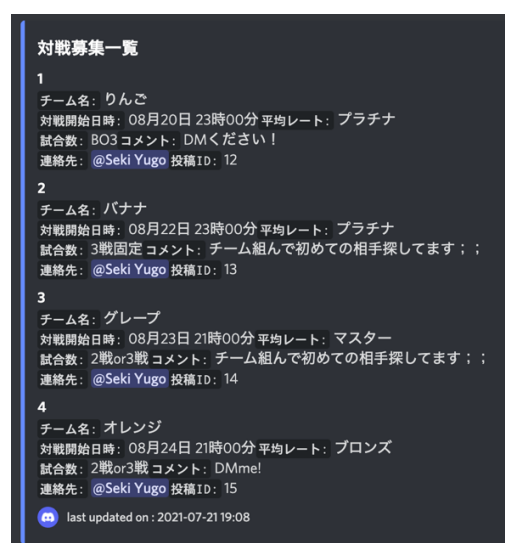 対戦募集一覧
1
チーム名: りんご
対戦開始日時: 08月20日 23時00分 平均レート: プラチナ
試合数: BO3 コメント: DMください！
連絡先: @Seki Yugo 投稿ID: 12
2
チーム名: バナナ
対戦開始日時: 08月22日 23時00分 平均レート: プラチナ
試合数: 3戦固定 コメント: チーム組んで初めての相手探してます；；
連絡先: @Seki Yugo 投稿ID: 13
3
チーム名: グレープ
対戦開始日時: 08月23日 21時00分 平均レート: マスター
試合数: 2戦or3戦 コメント: チーム組んで初めての相手探してます；；
連絡先: @Seki Yugo 投稿ID: 14
4
チーム名: オレンジ
対戦開始日時: 08月24日 21時00分 平均レート: ブロンズ
試合数: 2戦or3戦 コメント: DMme!
連絡先: @Seki Yugo 投稿ID: 15
last updated on : 2021-07-21 19:08